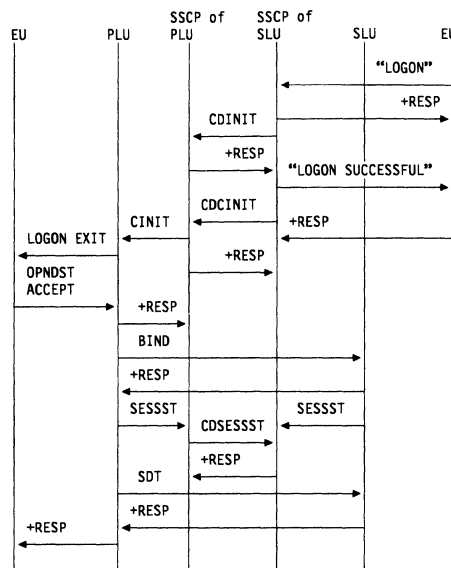 SSCP of SSCP of
EU PLU PLU SLU SLU EU
“LOGON”
+RESP
CDINIT
+RESP
“LOGON SUCCESSFUL”
CDCINIT
CINIT +RESP
LOGON EXIT
+RESP
OPNDST
ACCEPT
+RESP
BIND
+RESP
SESSST CDSESSST SESSST
+RESP
SDT
+RESP
+RESP